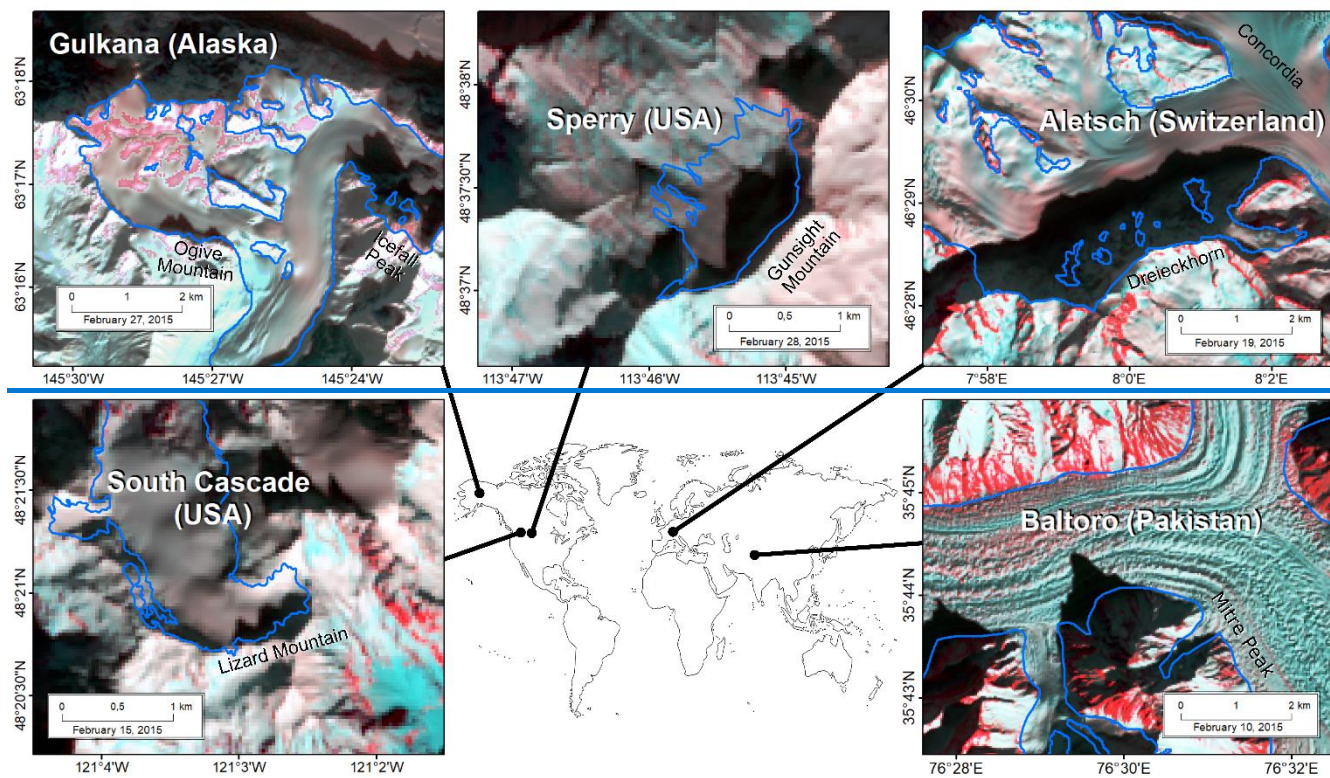 Gulkana (Alaska)
63°18'N
63°17'N
63°16'N
Ogive
Mountain
Icefall
Peak
0 1 2 km
February 27, 2015
145°30'W 145°27'W 145°24'W
Sperry (USA)
48°38'N
48°37'30"N
48°37'N
Gunsight
Mountain
0 0,5 1 km
February 28, 2015
113°47'W 113°46'W 113°45'W
Concordia
Aletsch (Switzerland)
46°30'N
46°29'N
46°28'N
Dreieckhorn
0 1 2 km
February 19, 2015
7°58'E 8°0'E 8°2'E
South Cascade
(USA)
48°21'30"N
48°21'N
48°20'30"N
Lizard Mountain
0 0,5 1 km
February 15, 2015
121°4'W 121°3'W 121°2'W
Baltoro (Pakistan)
35°45'N
35°44'N
35°43'N
Mitre Peak
0 1 2 km
February 10, 2015
76°28'E 76°30'E 76°32'E